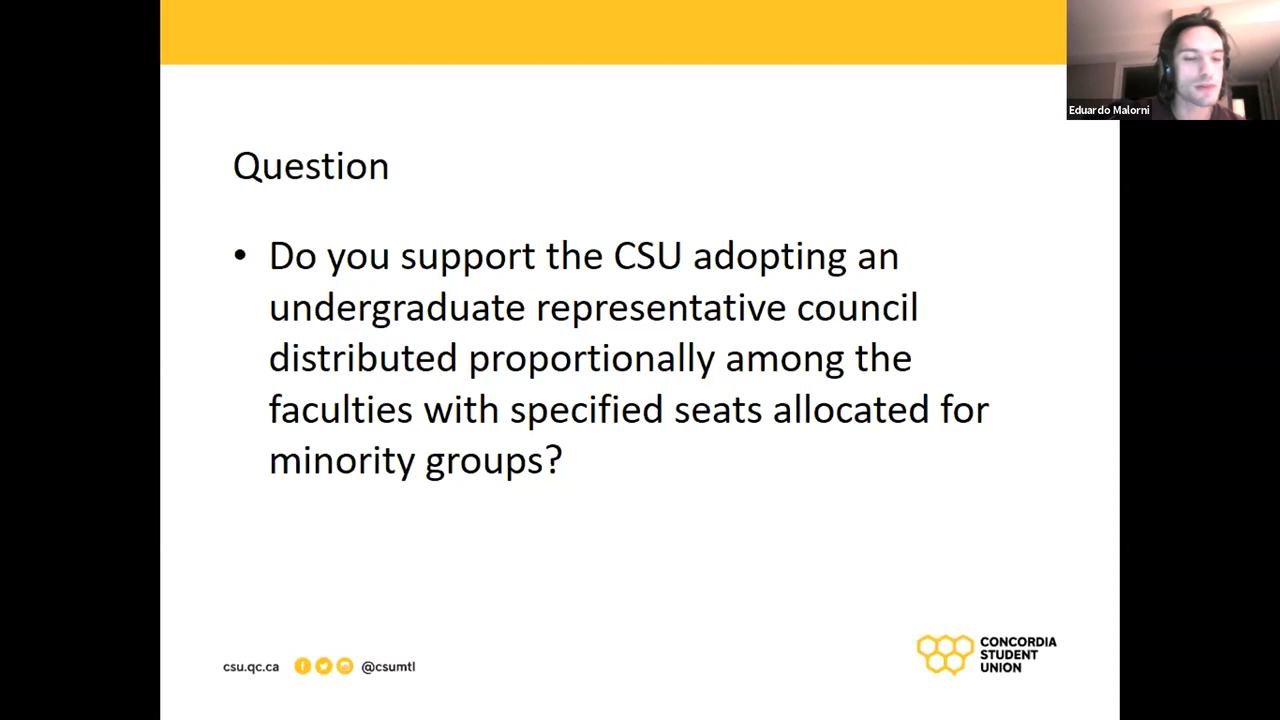 Eduardo Malorni
Question
• Do you support the CSU adopting an
undergraduate representative council
distributed proportionally among the
faculties with specified seats allocated for
minority groups?
csu.qc.ca
@csumtl
CONCORDIA
STUDENT
UNION